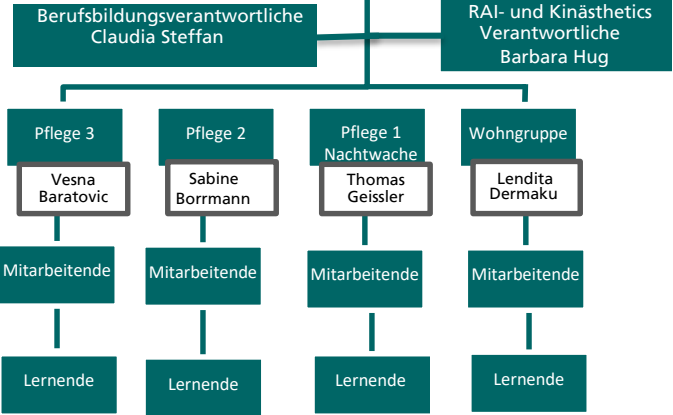 Berufsbildungsverantwortliche
Claudia Steffan
RAI- und Kinästhetics
Verantwortliche
Barbara Hug
Pflege 3
Vesna
Baratovic
Pflege 2
Sabine
Borrmann
Pflege 1
Nachtwache
Thomas
Geissler
Wohngruppe
Lendita
Dermaku
Mitarbeitende
Mitarbeitende
Mitarbeitende
Mitarbeitende
Lernende
Lernende
Lernende
Lernende